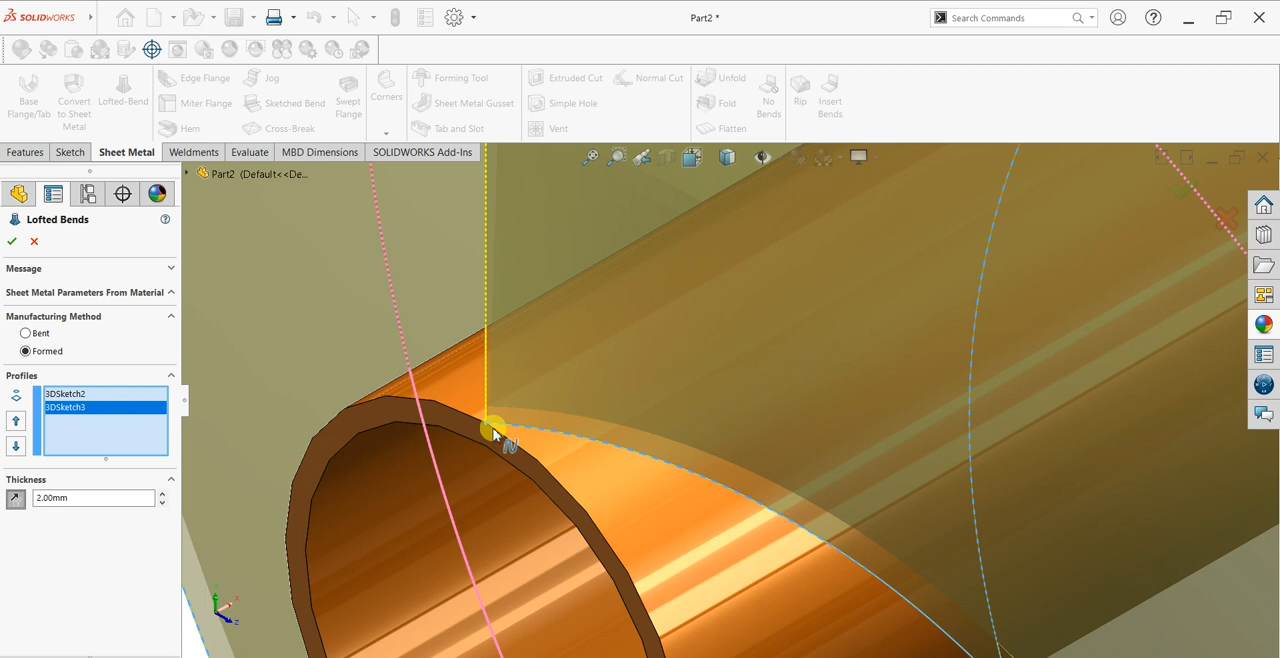 SOLIDWORKS
Part2 *
Search Commands
Base Flange/Tab
Convert to Sheet Metal
Lofted-Bend
Edge Flange
Miter Flange
Hem
Jog
Sketched Bend
Cross-Break
Swept Flange
Corners
Forming Tool
Sheet Metal Gusset
Tab and Slot
Extruded Cut
Simple Hole
Vent
Normal Cut
Unfold
Fold
Flatten
No Bends
Rip
Insert Bends
Features
Sketch
Sheet Metal
Weldments
Evaluate
MBD Dimensions
SOLIDWORKS Add-Ins
Part2 (Default<<De...
Lofted Bends
Message
Sheet Metal Parameters From Material
Manufacturing Method
Bent
Formed
Profiles
3DSketch2
3DSketch3
Thickness
2.00mm